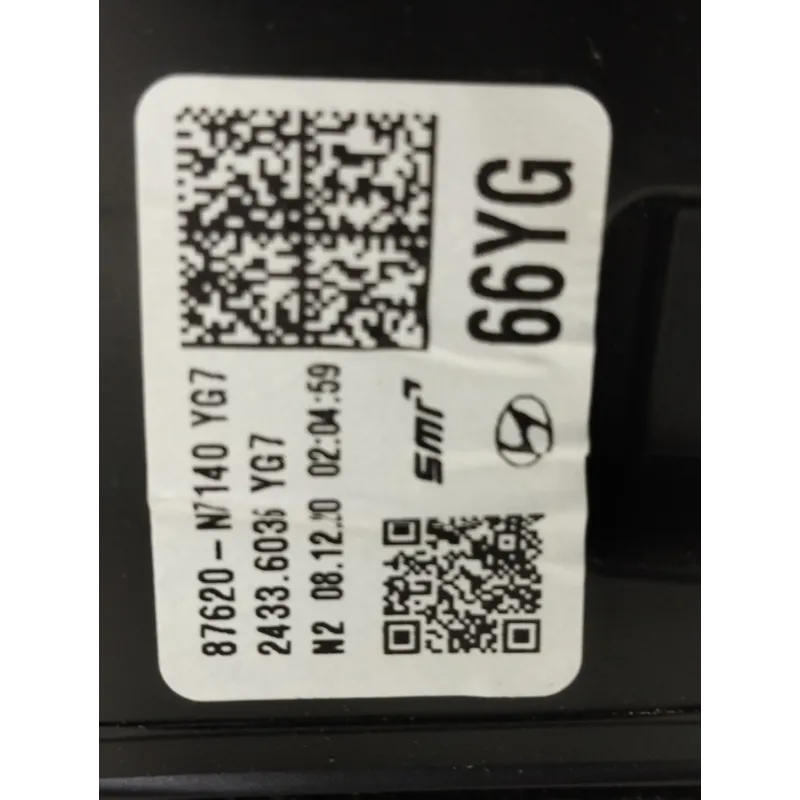 87620-N7140 YG7
2433.6036 YG7
N2 08.12.20 02:04:59
smr
66YG